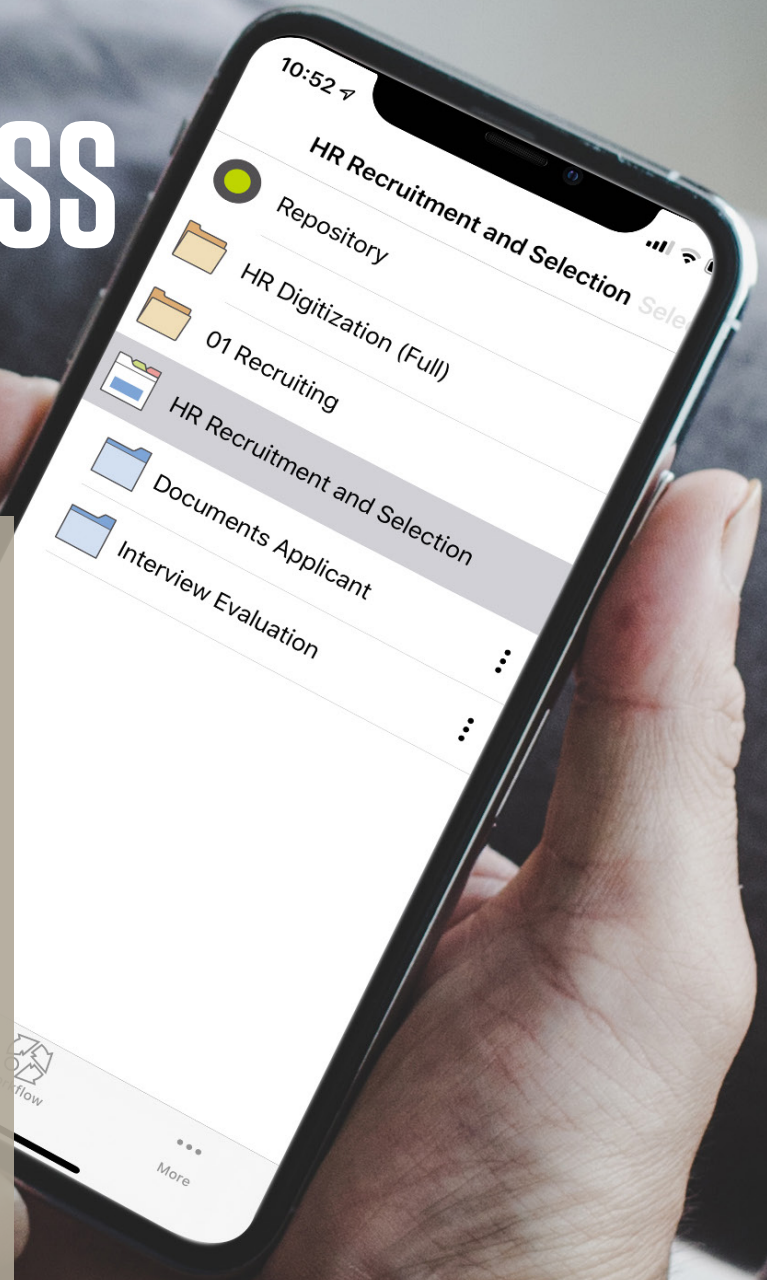 SS
10:52
HR Recruitment and Selection
Repository
HR Digitization (Full)
01 Recruiting
HR Recruitment and Selection
Documents Applicant
Interview Evaluation
More